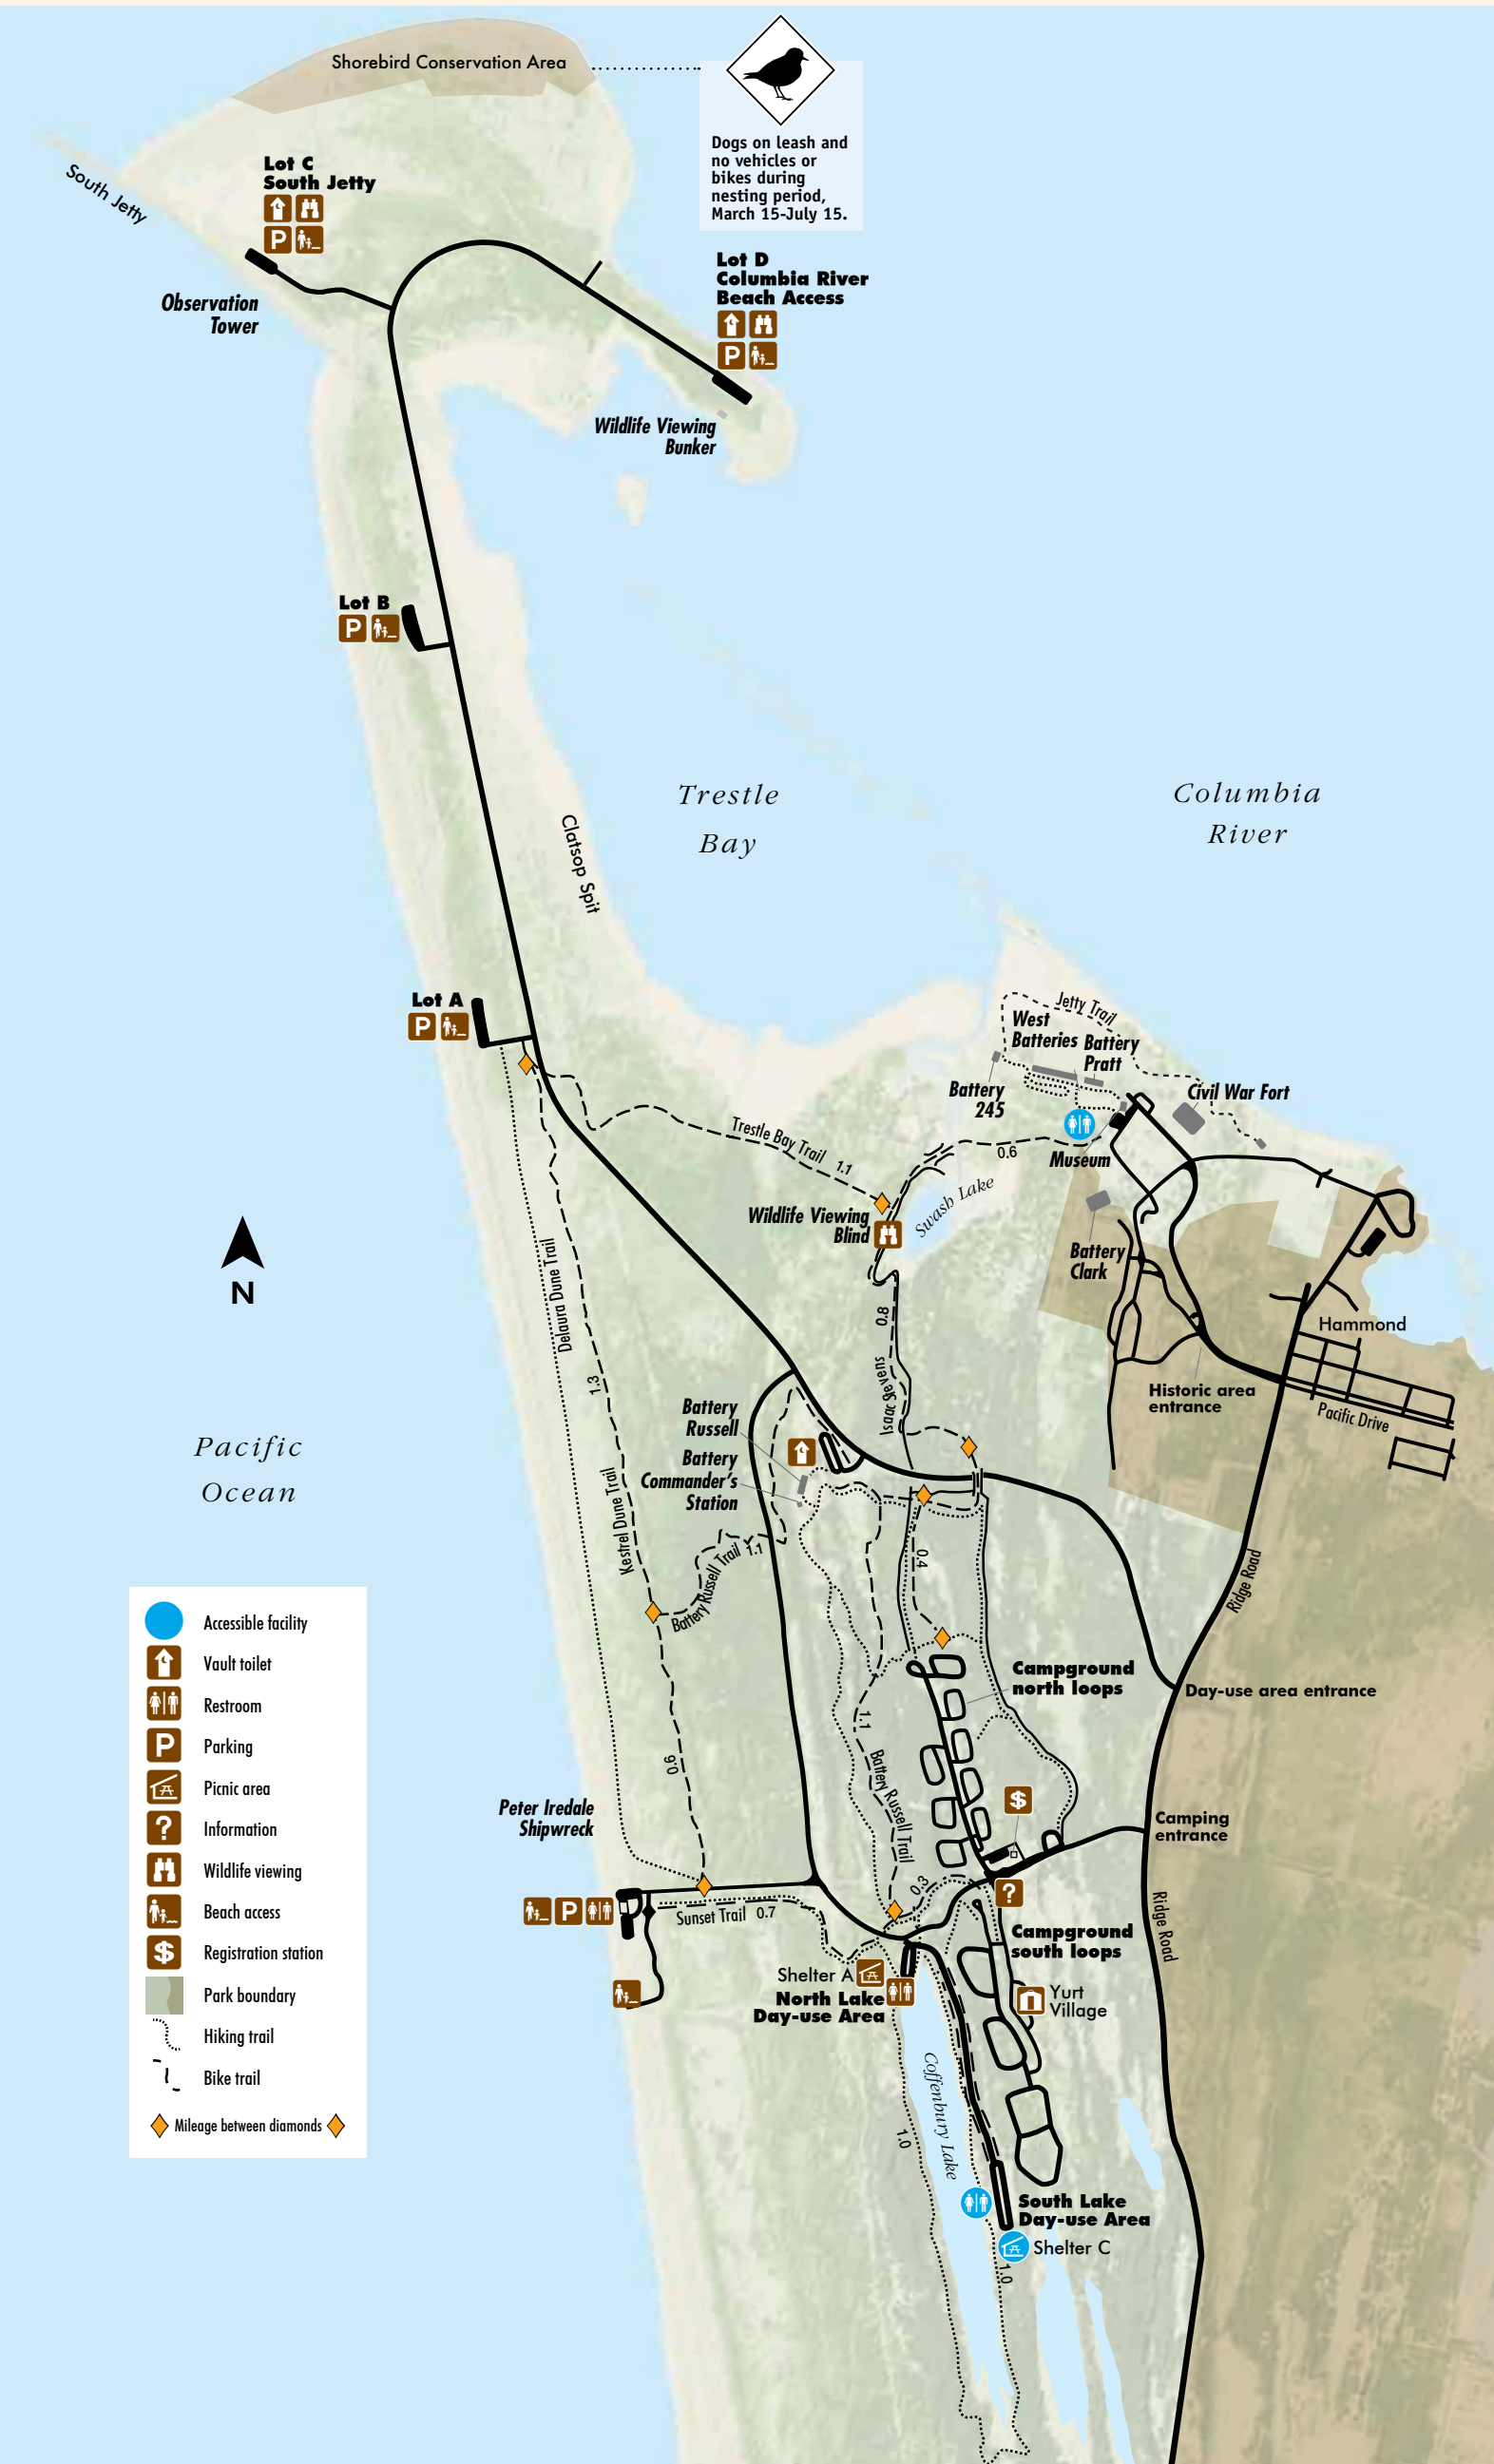 Shorebird Conservation Area
Dogs on leash and
no vehicles or
bikes during
nesting period,
March 15-July 15.
South Jetty
Lot C
South Jetty
P
Observation
Tower
Lot D
Columbia River
Beach Access
P
Wildlife Viewing
Bunker
Lot B
P
Trestle
Bay
Columbia
River
Clatsop Spit
Lot A
P
Jetty Trail
West
Batteries
Battery
Pratt
Battery
245
Civil War Fort
Museum
0.6
Trestle Bay Trail 1.1
Wildlife Viewing
Blind
Swash Lake
Battery
Clark
N
Delaura Dune Trail
0.8
Isaac Stevens
Hammond
Historic area
entrance
Pacific Drive
1.3
Battery
Russell
Battery
Commander's
Station
Pacific
Ocean
Kestrel Dune Trail
Battery Russell Trail 1.1
0.4
Ridge Road
Campground
north loops
Day-use area entrance
1.1
Battery Russell Trail
0.6
$
Peter Iredale
Shipwreck
Camping
entrance
0.3
?
P
Sunset Trail 0.7
Ridge Road
Campground
south loops
Shelter A
North Lake
Day-use Area
Yurt
Village
Coffenbury Lake
1.0
South Lake
Day-use Area
Shelter C
1.0
Accessible facility
Vault toilet
Restroom
P Parking
Picnic area
? Information
Wildlife viewing
Beach access
$ Registration station
Park boundary
Hiking trail
Bike trail
Mileage between diamonds